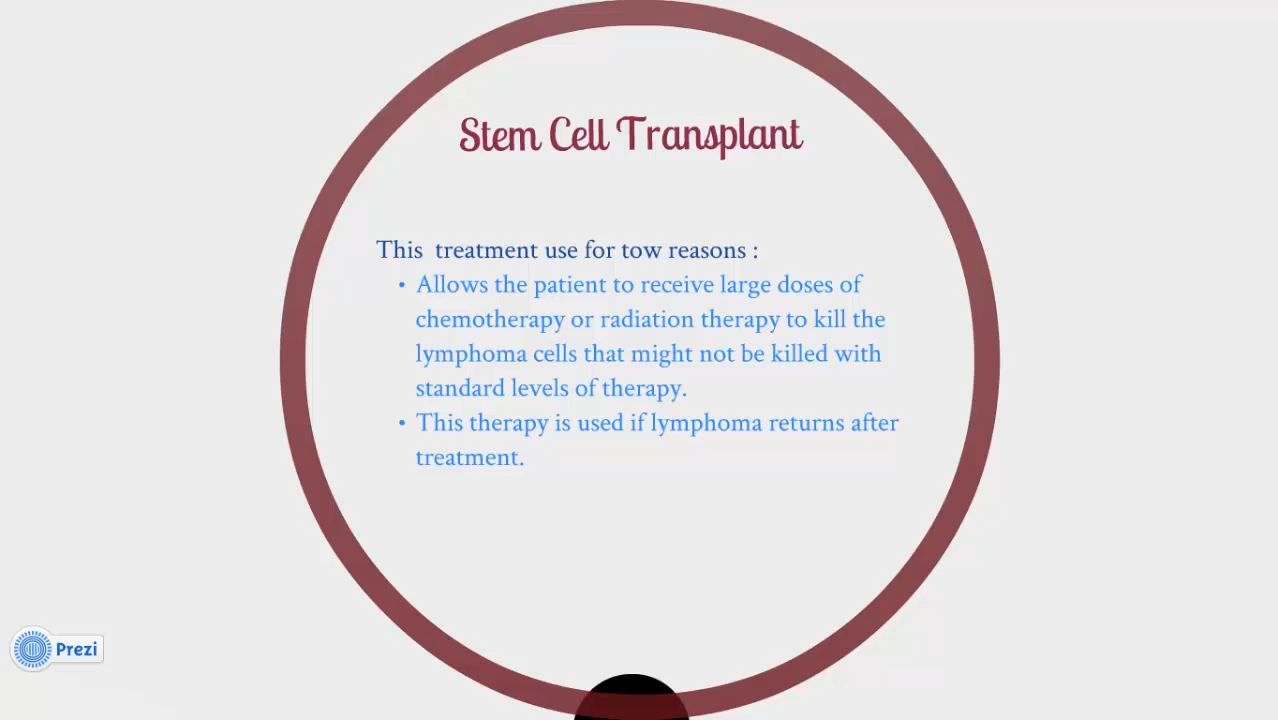 Stem Cell Transplant
This treatment use for tow reasons :
• Allows the patient to receive large doses of
chemotherapy or radiation therapy to kill the
lymphoma cells that might not be killed with
standard levels of therapy.
• This therapy is used if lymphoma returns after
treatment.
Prezi